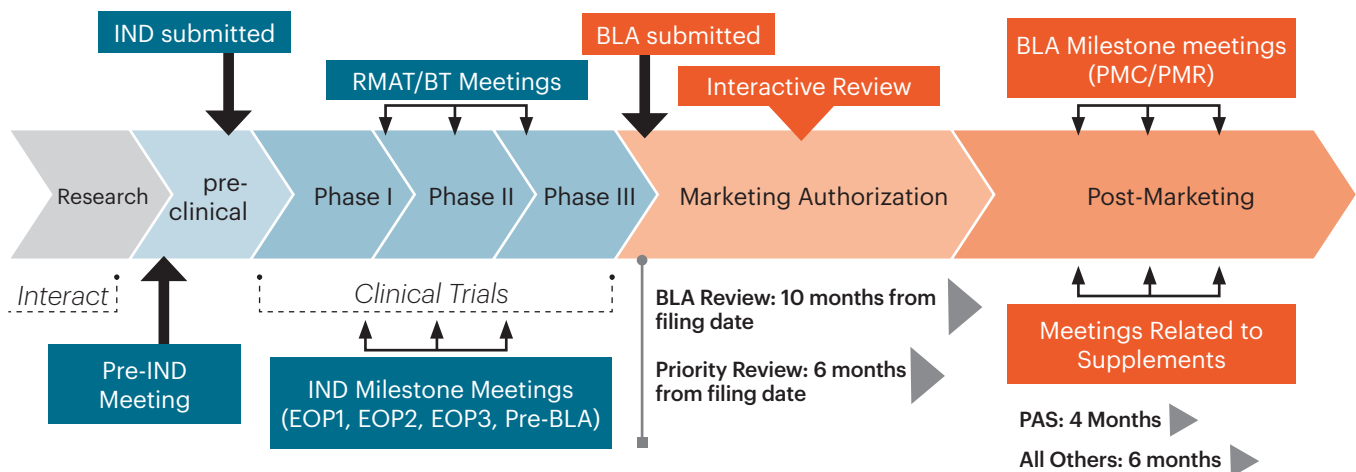 IND submitted
BLA submitted
BLA Milestone meetings
(PMC/PMR)
RMAT/BT Meetings
Interactive Review
Research
pre-
clinical
Phase I
Phase II
Phase III
Marketing Authorization
Post-Marketing
Interact
Clinical Trials
BLA Review: 10 months from
filing date
Priority Review: 6 months
from filing date
Pre-IND
Meeting
IND Milestone Meetings
(EOP1, EOP2, EOP3, Pre-BLA)
Meetings Related to
Supplements
PAS: 4 Months
All Others: 6 months